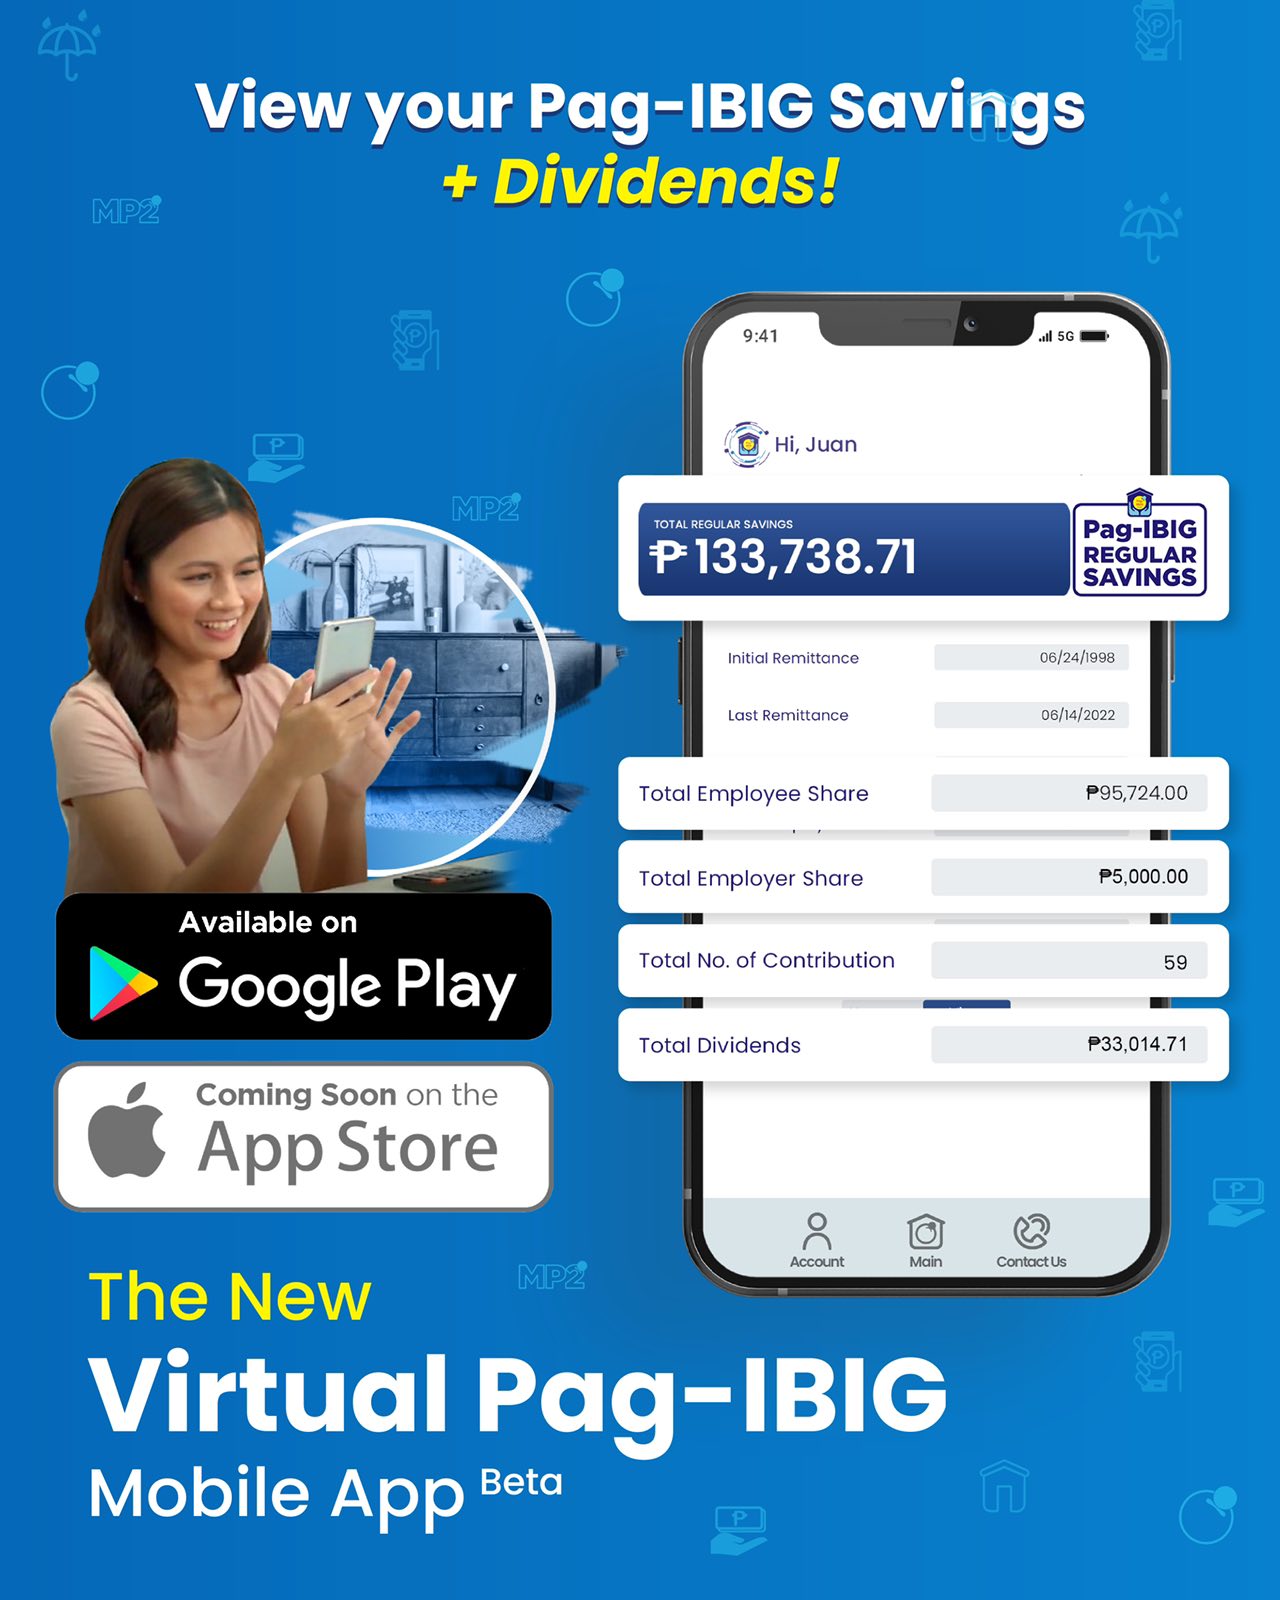 View your Pag-IBIG Savings
+ Dividends!
MP2
9:41
5G
Hi, Juan
MP2
TOTAL REGULAR SAVINGS
₱133,738.71
Pag-IBIG
REGULAR
SAVINGS
Initial Remittance 06/24/1998
Last Remittance 06/14/2022
Total Employee Share ₱95,724.00
Total Employer Share ₱5,000.00
Total No. of Contribution 59
Total Dividends ₱33,014.71
Available on
Google Play
Coming Soon on the
App Store
Account Main Contact Us
MP2
The New
Virtual Pag-IBIG
Mobile App Beta